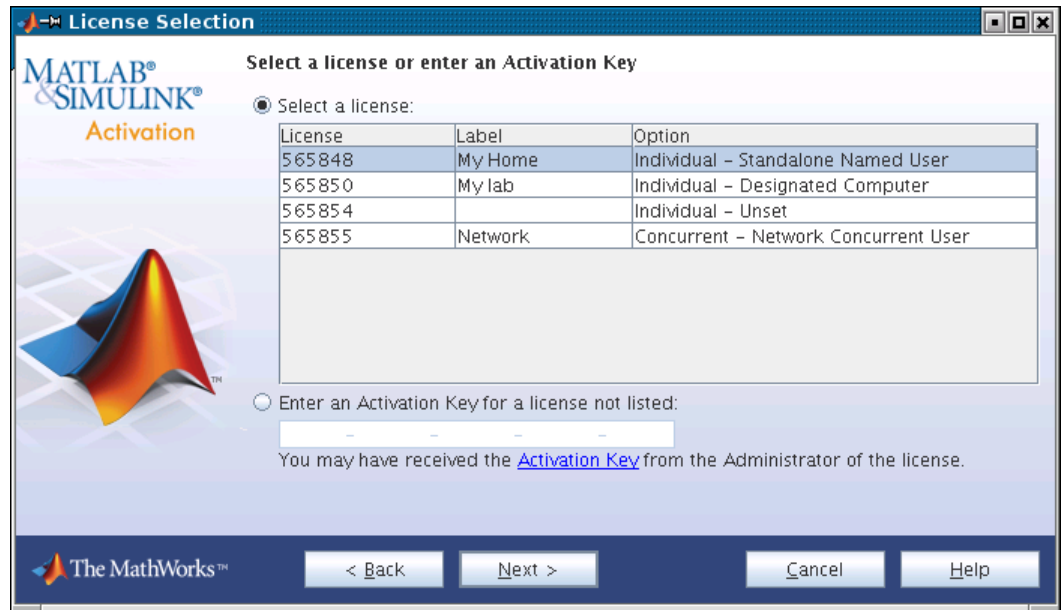 License Selection
MATLAB®
&SIMULINK®
Activation
Select a license or enter an Activation Key
Select a license:
License Label Option
565848 My Home Individual – Standalone Named User
565850 My lab Individual – Designated Computer
565854 Individual – Unset
565855 Network Concurrent – Network Concurrent User
TM
Enter an Activation Key for a license not listed:
– – – –
You may have received the Activation Key from the Administrator of the license.
The MathWorks™
< Back Next > Cancel Help